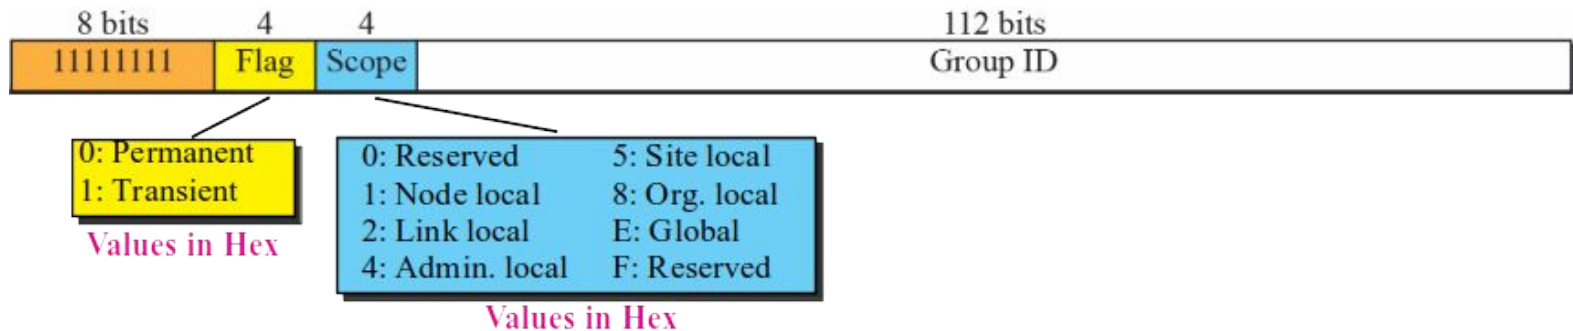 8 bits 4 4 112 bits
11111111 Flag Scope Group ID
0: Permanent
1: Transient
Values in Hex
0: Reserved 5: Site local
1: Node local 8: Org. local
2: Link local E: Global
4: Admin. local F: Reserved
Values in Hex